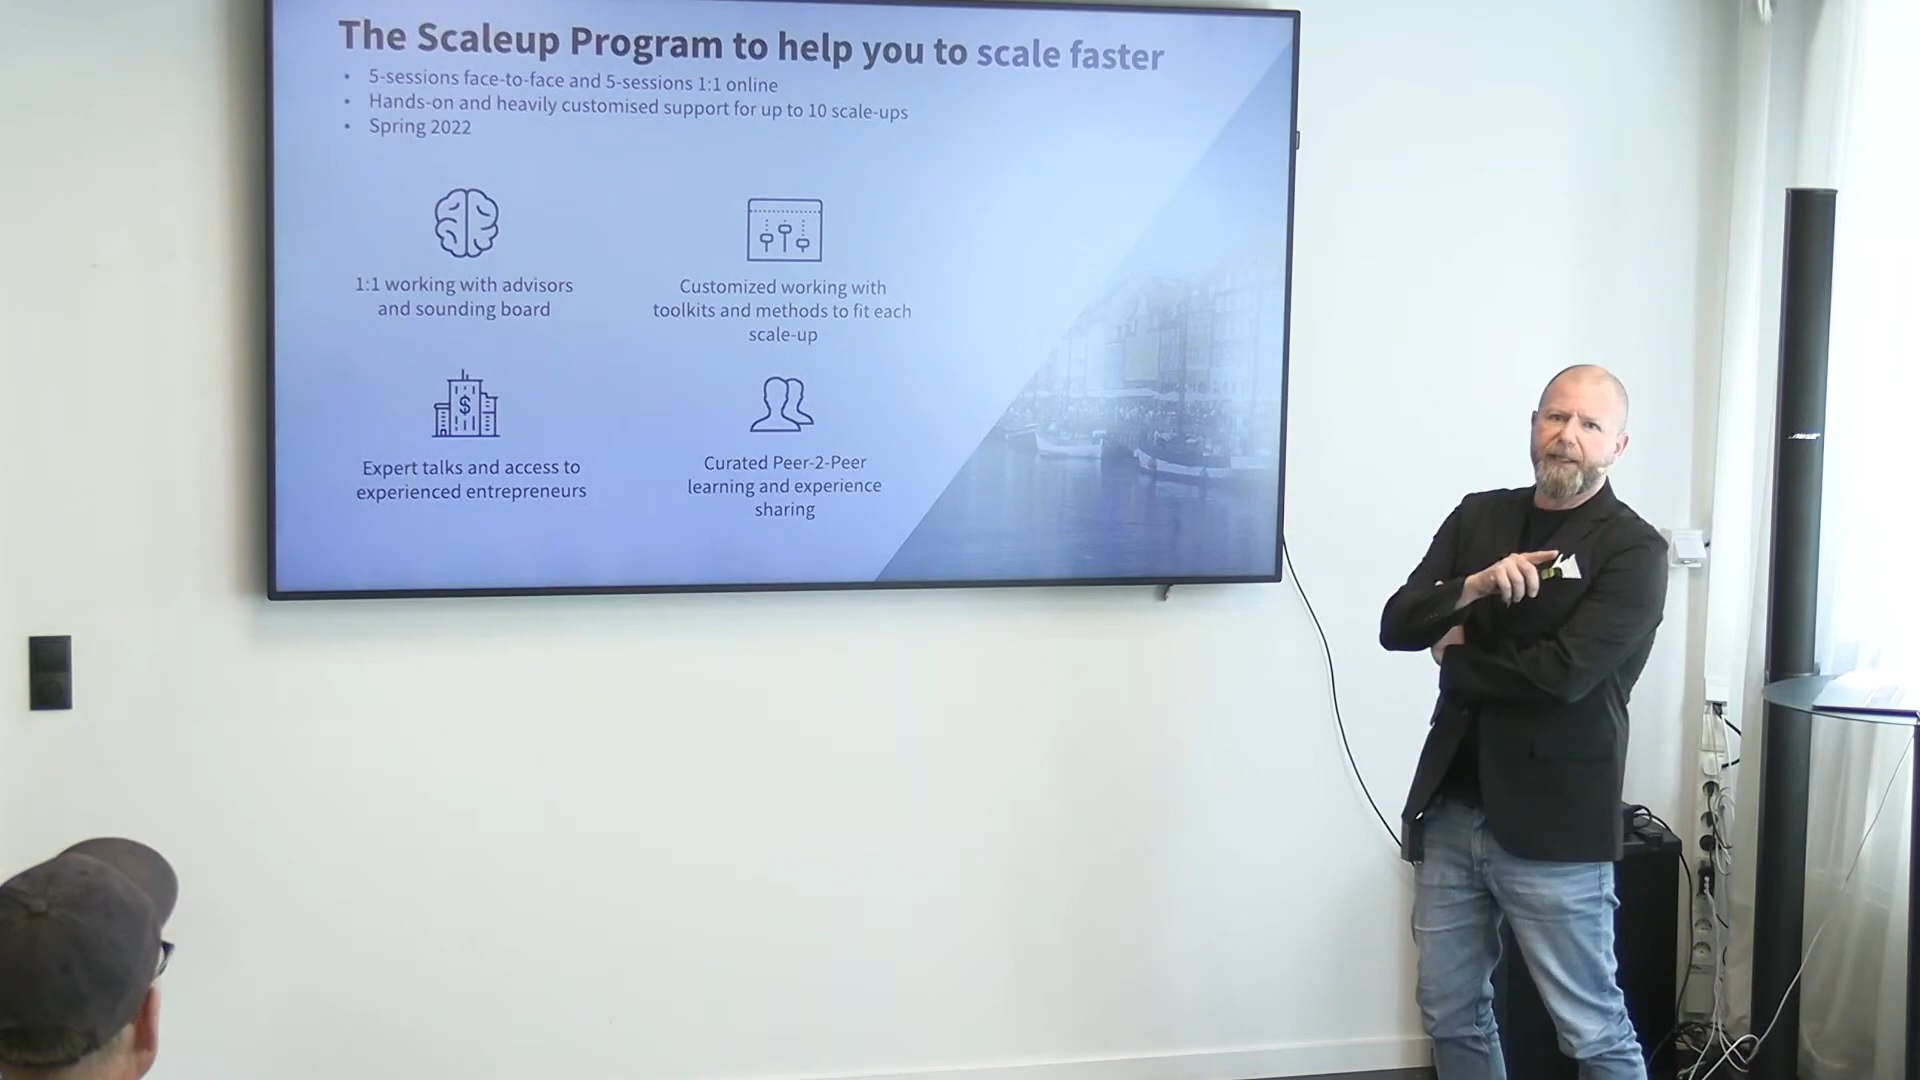 The Scaleup Program to help you to scale faster
• 5-sessions face-to-face and 5-sessions 1:1 online
• Hands-on and heavily customised support for up to 10 scale-ups
• Spring 2022
1:1 working with advisors
and sounding board
Customized working with
toolkits and methods to fit each
scale-up
$
Expert talks and access to
experienced entrepreneurs
Curated Peer-2-Peer
learning and experience
sharing